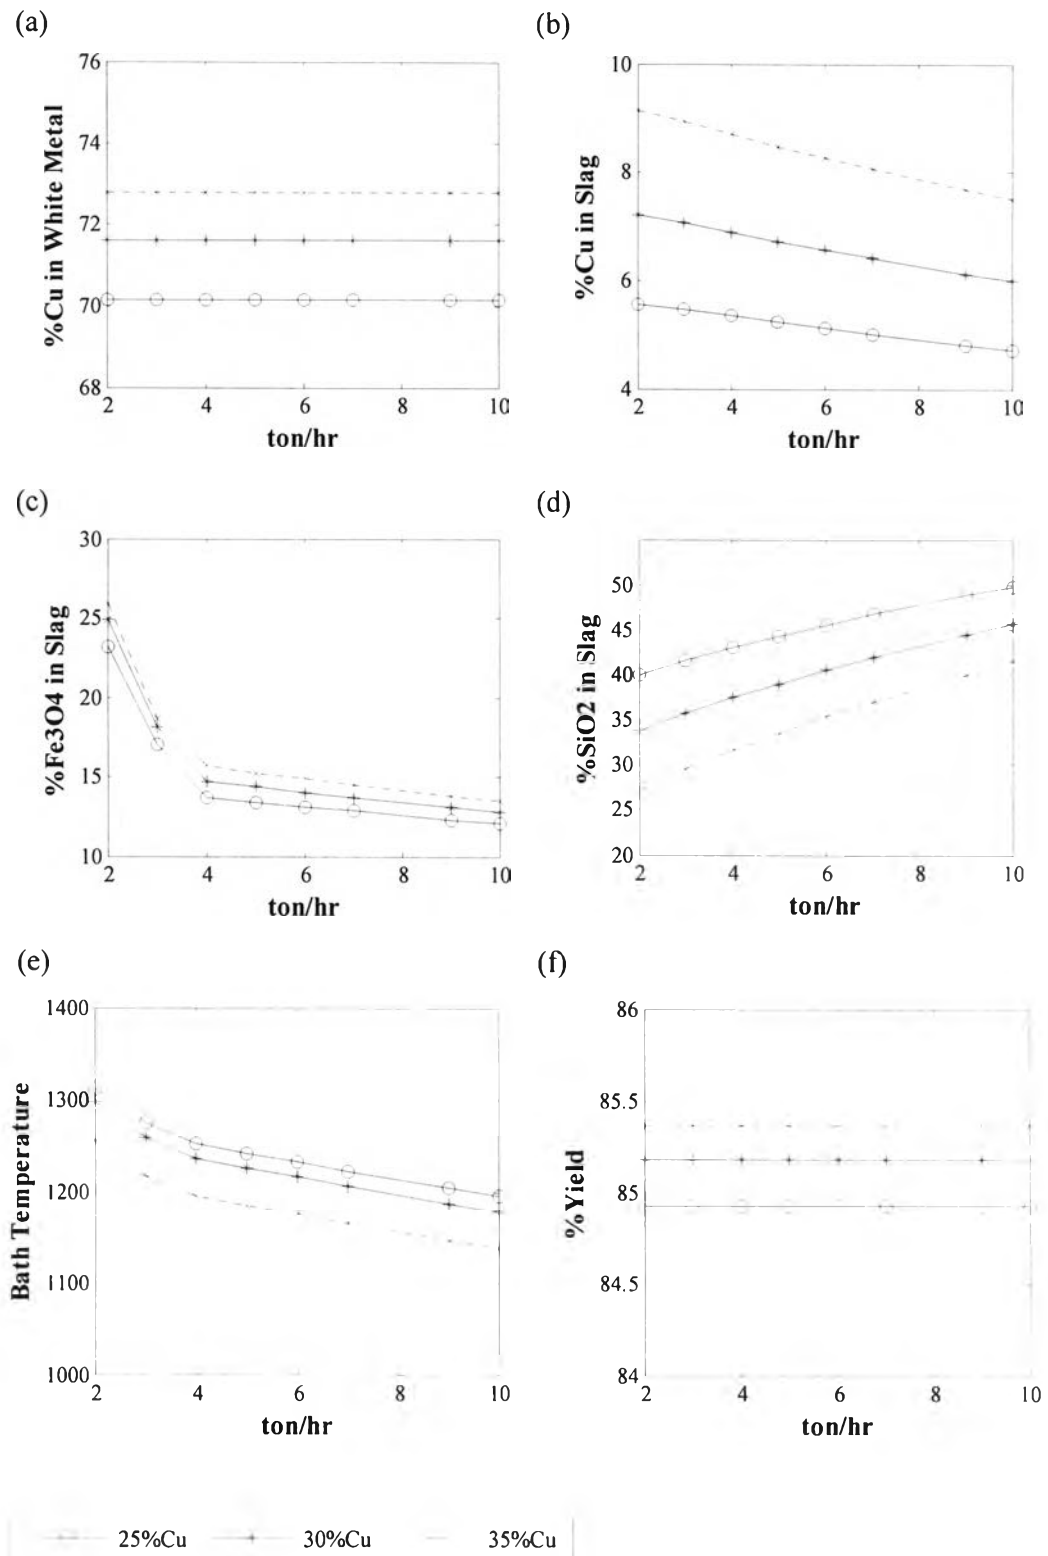 (a)
%Cu in White Metal
76
74
72
70
68
2 4 6 8 10
ton/hr
(b)
%Cu in Slag
10
8
6
4
2 4 6 8 10
ton/hr
(c)
%Fe3O4 in Slag
30
25
20
15
10
2 4 6 8 10
ton/hr
(d)
%SiO2 in Slag
50
45
40
35
30
25
20
2 4 6 8 10
ton/hr
(e)
Bath Temperature
1400
1300
1200
1100
1000
2 4 6 8 10
ton/hr
(f)
%Yield
86
85.5
85
84.5
84
2 4 6 8 10
ton/hr
25%Cu 30%Cu 35%Cu